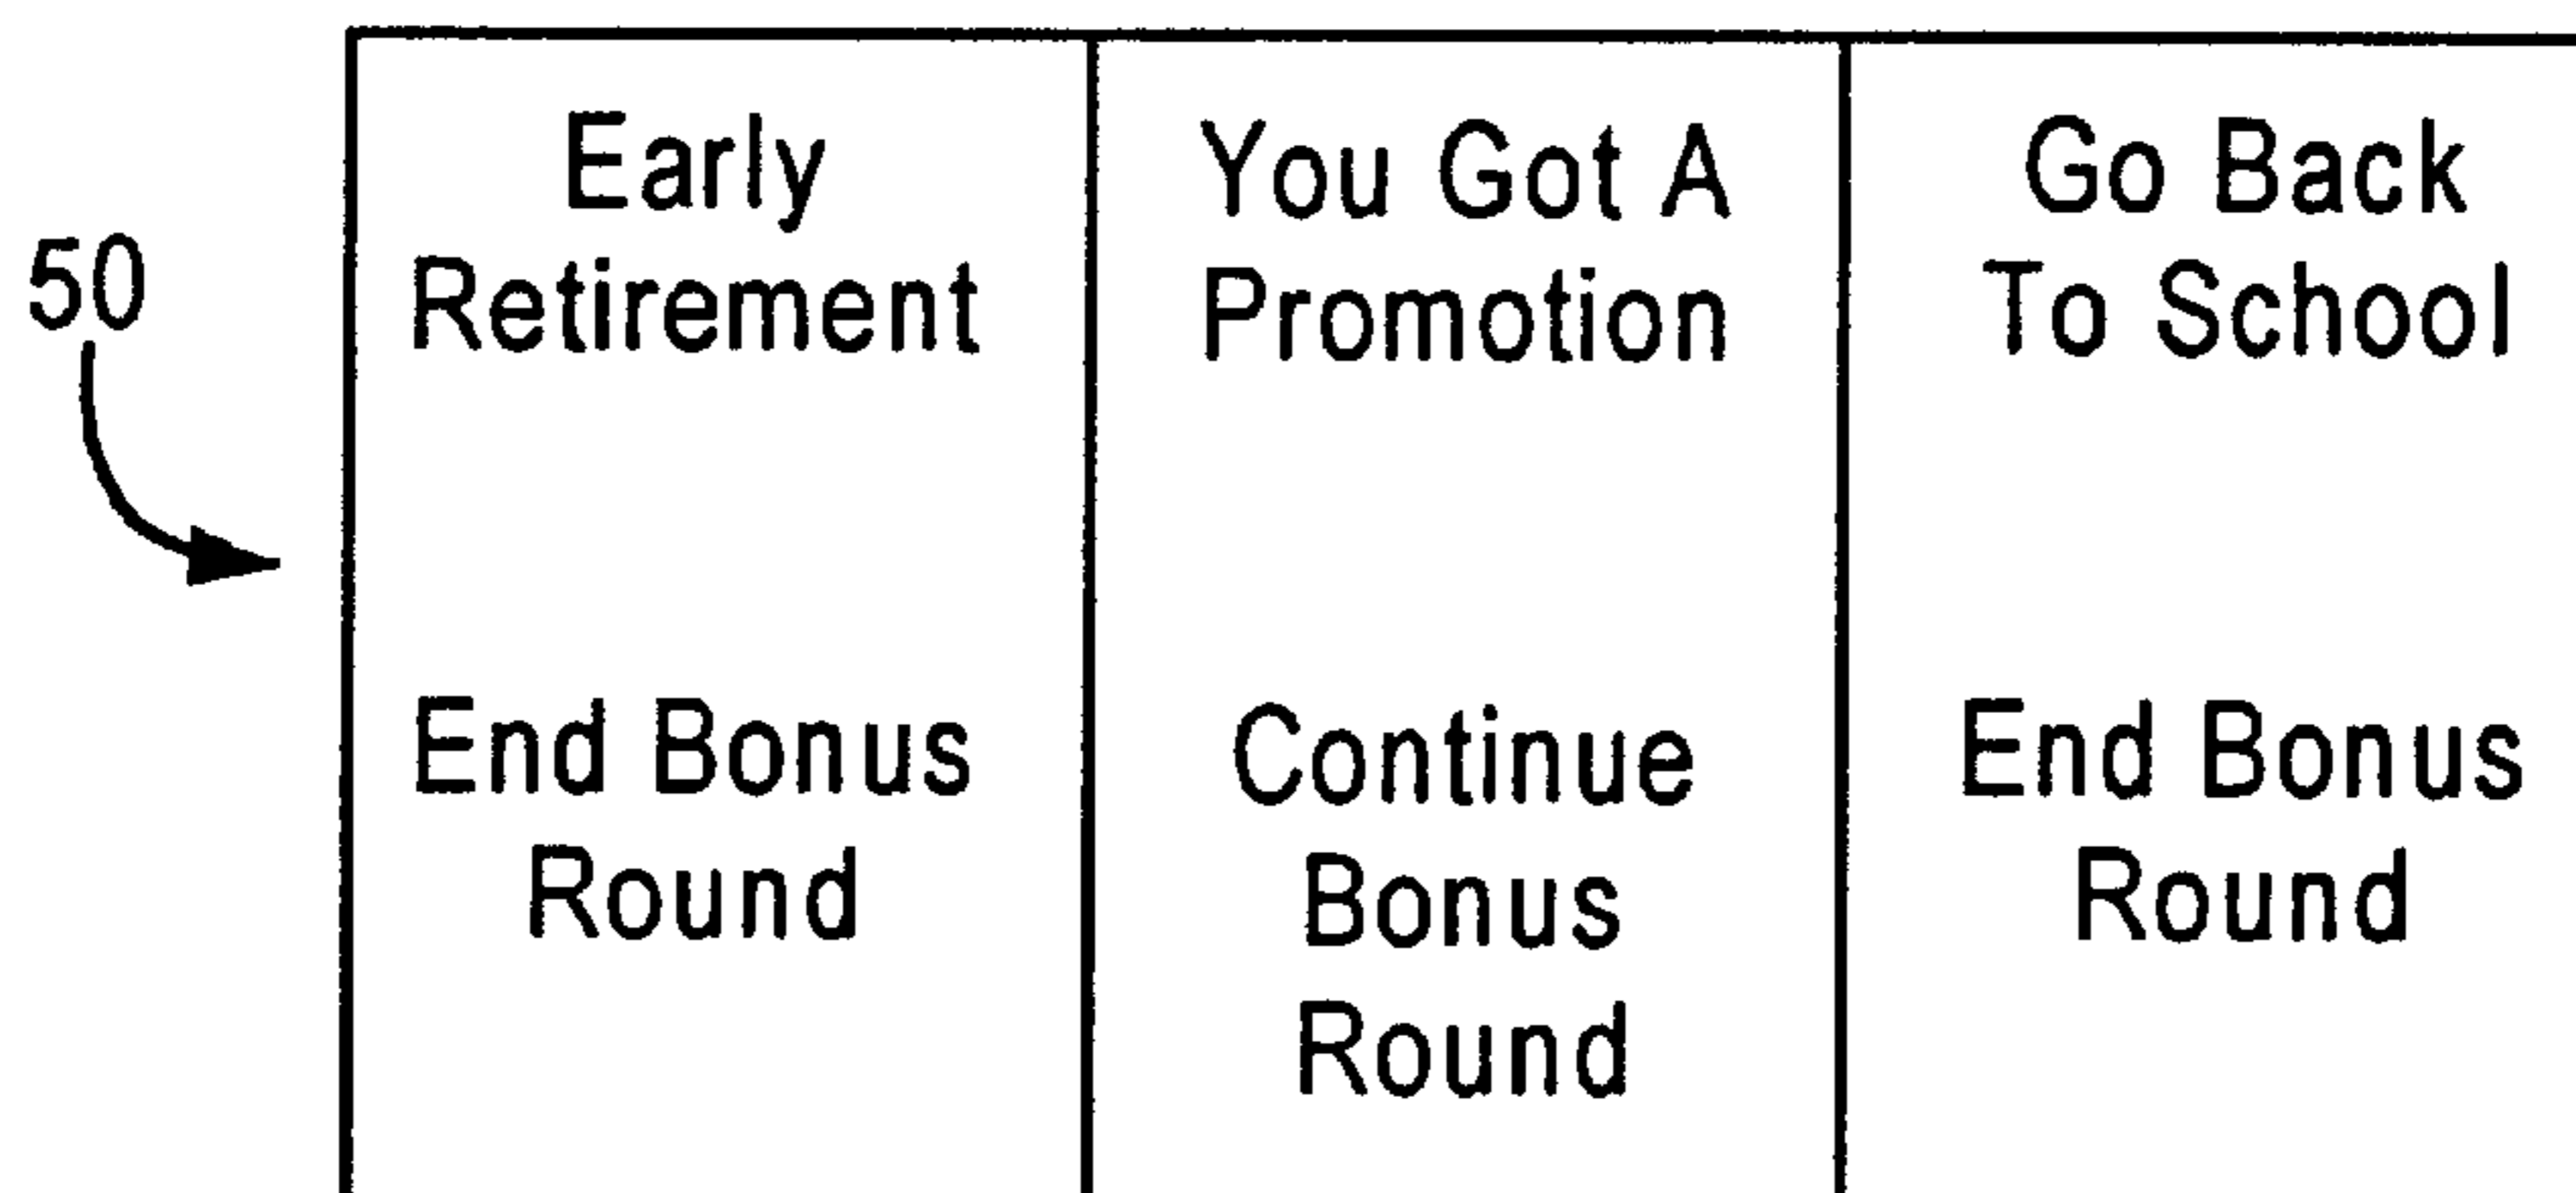 50
Early
Retirement
End Bonus
Round
You Got A
Promotion
Continue
Bonus
Round
Go Back
To School
End Bonus
Round